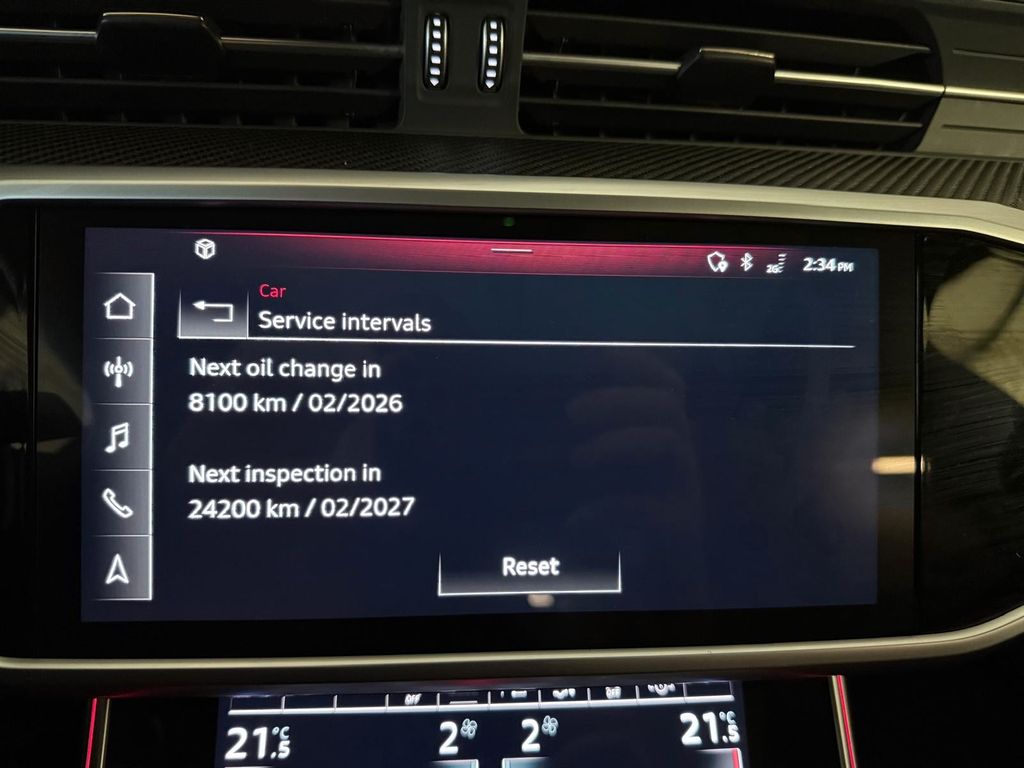 2:34 PM
Car
Service intervals
Next oil change in
8100 km / 02/2026
Next inspection in
24200 km / 02/2027
Reset
OFF
21.5 °C
2
2
21.5 °C